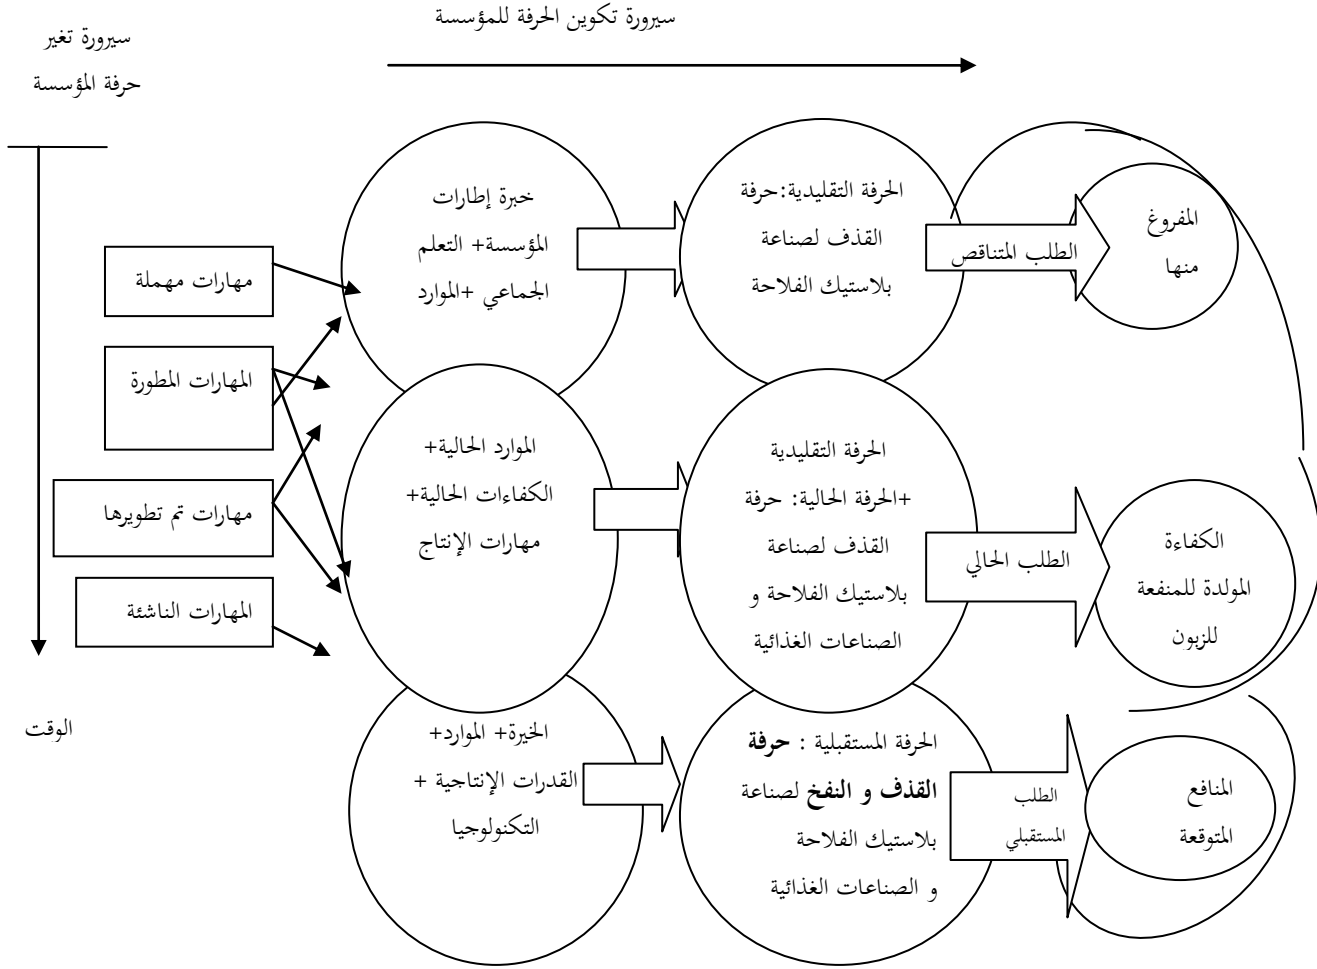 سيرورة تكوين الحرفة للمؤسسة
سيرورة تغير
حرفة المؤسسة
خبرة إطارات
المؤسسة+ التعلم
الجماعي +الموارد
الحرفة التقليدية:حرفة
القذف لصناعة
بلاستيك الفلاحة
الطلب المتناقص
المفروغ
منها
مهارات مهملة
المهارات المطورة
مهارات تم تطويرها
المهارات الناشئة
الموارد الحالية+
الكفاءات الحالية+
مهارات الإنتاج
الحرفة التقليدية
+الحرفة الحالية: حرفة
القذف لصناعة
بلاستيك الفلاحة و
الصناعات الغذائية
الطلب الحالي
الكفاءة
المولدة للمنفعة
للزبون
الوقت
الخيرة+ الموارد+
القدرات الإنتاجية +
التكنولوجيا
الحرفة المستقبلية : حرفة
القذف و النفخ لصناعة
بلاستيك الفلاحة
و الصناعات الغذائية
الطلب
المستقبلي
المنافع
المتوقعة